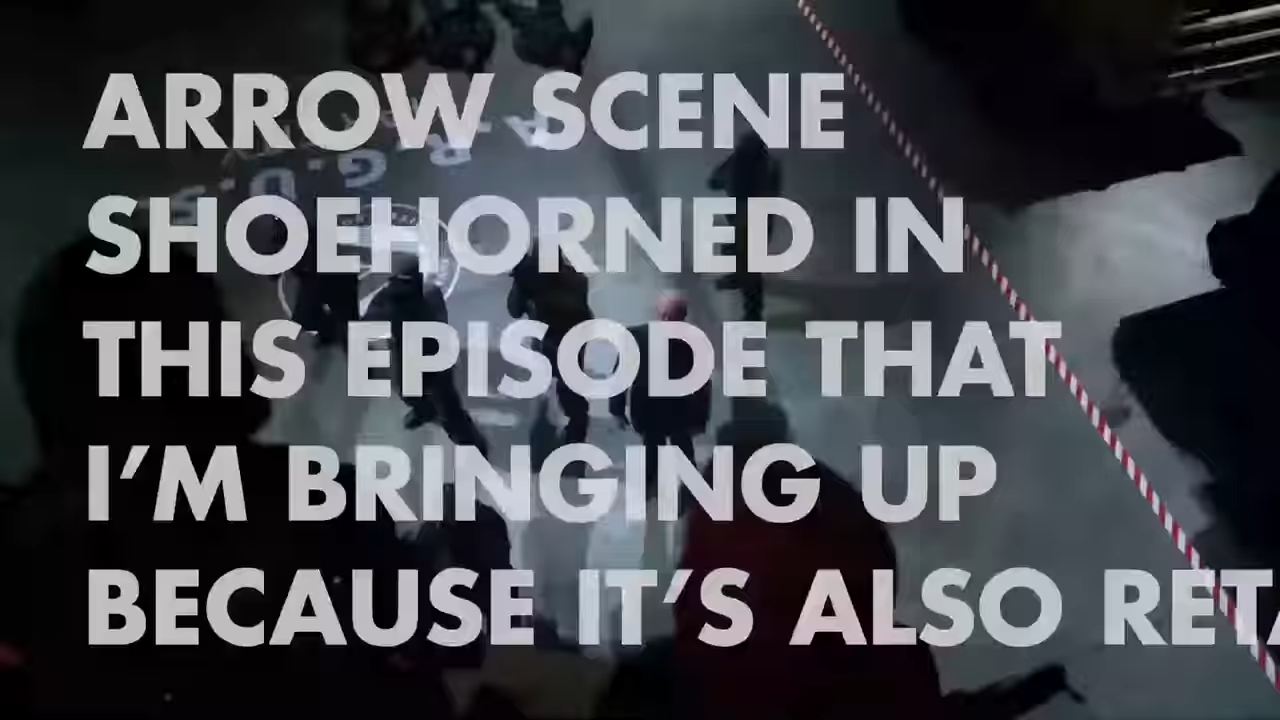 ARROW SCENE
SHOEHORNED IN
THIS EPISODE THAT
I’M BRINGING UP
BECAUSE IT’S ALSO
A.R.G.U.S.